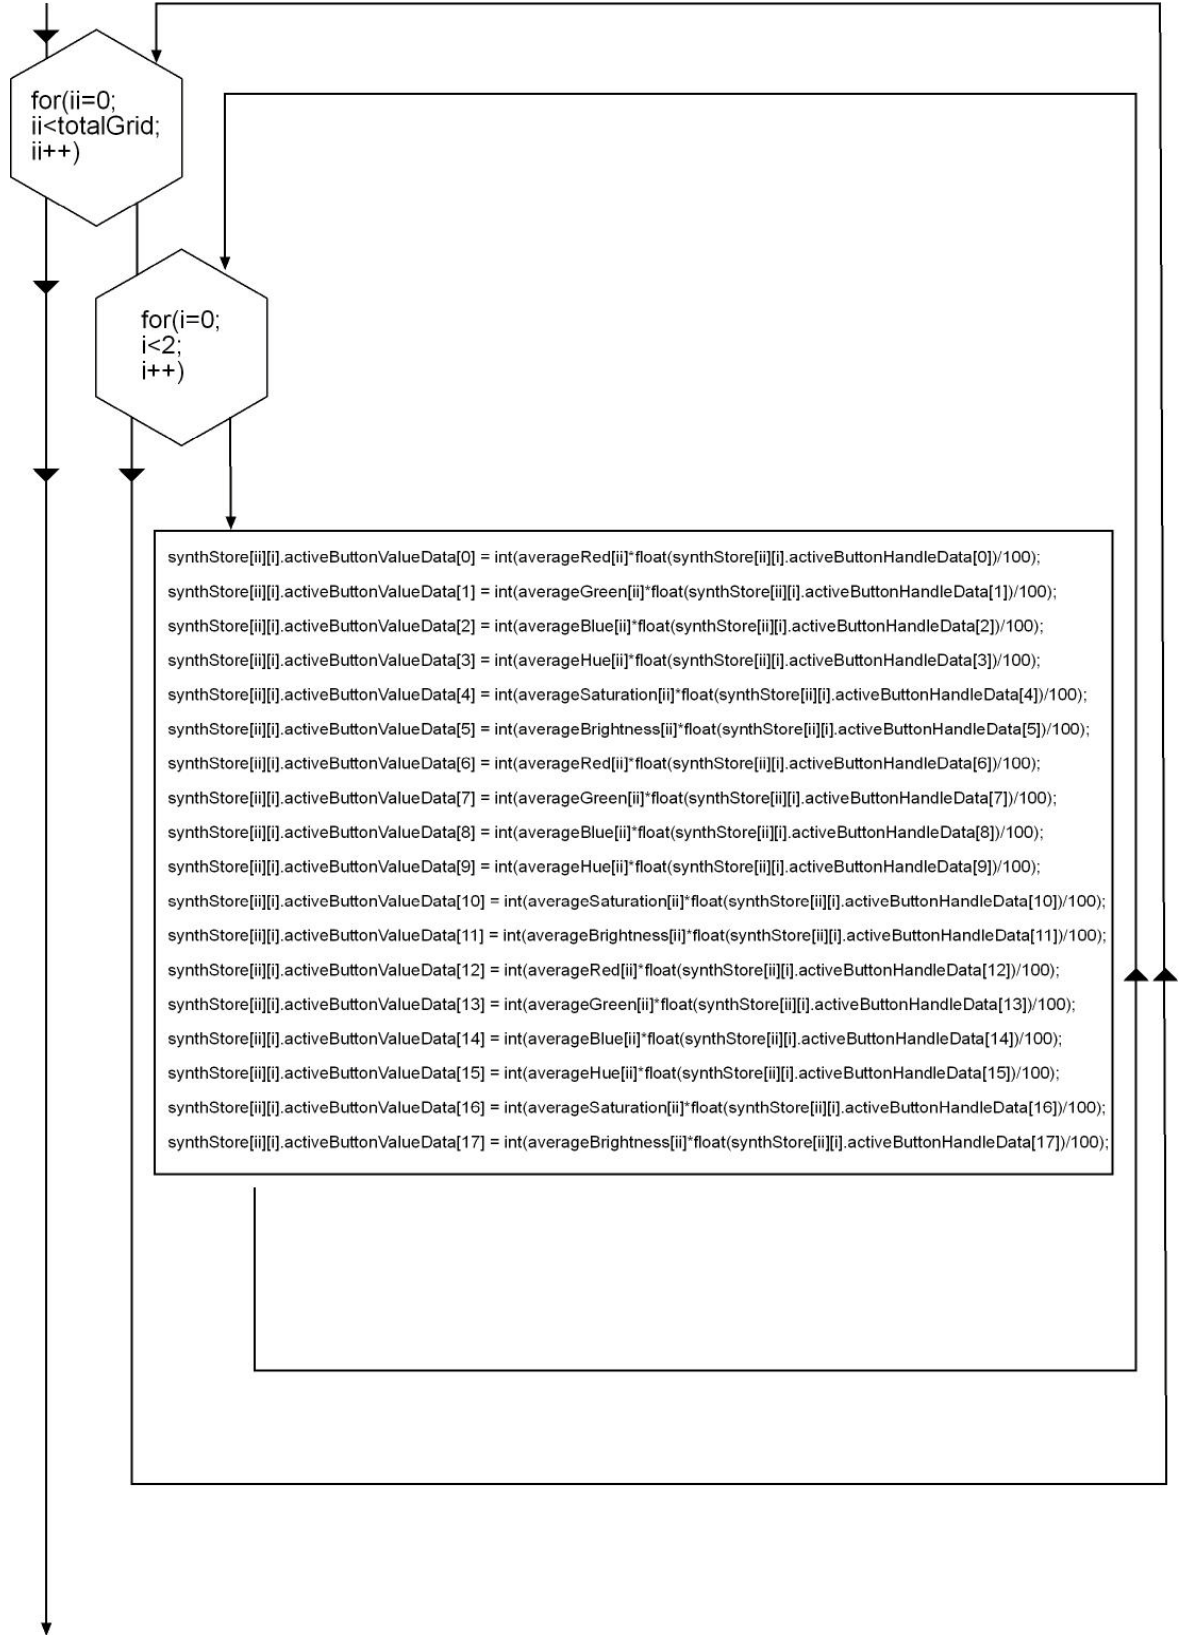 for(ii=0;
ii<totalGrid;
ii++)
for(i=0;
i<2;
i++)
synthStore[ii][i].activeButtonValueData[0] = int(averageRed[ii]*float(synthStore[ii][i].activeButtonHandleData[0])/100);
synthStore[ii][i].activeButtonValueData[1] = int(averageGreen[ii]*float(synthStore[ii][i].activeButtonHandleData[1])/100);
synthStore[ii][i].activeButtonValueData[2] = int(averageBlue[ii]*float(synthStore[ii][i].activeButtonHandleData[2])/100);
synthStore[ii][i].activeButtonValueData[3] = int(averageHue[ii]*float(synthStore[ii][i].activeButtonHandleData[3])/100);
synthStore[ii][i].activeButtonValueData[4] = int(averageSaturation[ii]*float(synthStore[ii][i].activeButtonHandleData[4])/100);
synthStore[ii][i].activeButtonValueData[5] = int(averageBrightness[ii]*float(synthStore[ii][i].activeButtonHandleData[5])/100);
synthStore[ii][i].activeButtonValueData[6] = int(averageRed[ii]*float(synthStore[ii][i].activeButtonHandleData[6])/100);
synthStore[ii][i].activeButtonValueData[7] = int(averageGreen[ii]*float(synthStore[ii][i].activeButtonHandleData[7])/100);
synthStore[ii][i].activeButtonValueData[8] = int(averageBlue[ii]*float(synthStore[ii][i].activeButtonHandleData[8])/100);
synthStore[ii][i].activeButtonValueData[9] = int(averageHue[ii]*float(synthStore[ii][i].activeButtonHandleData[9])/100);
synthStore[ii][i].activeButtonValueData[10] = int(averageSaturation[ii]*float(synthStore[ii][i].activeButtonHandleData[10])/100);
synthStore[ii][i].activeButtonValueData[11] = int(averageBrightness[ii]*float(synthStore[ii][i].activeButtonHandleData[11])/100);
synthStore[ii][i].activeButtonValueData[12] = int(averageRed[ii]*float(synthStore[ii][i].activeButtonHandleData[12])/100);
synthStore[ii][i].activeButtonValueData[13] = int(averageGreen[ii]*float(synthStore[ii][i].activeButtonHandleData[13])/100);
synthStore[ii][i].activeButtonValueData[14] = int(averageBlue[ii]*float(synthStore[ii][i].activeButtonHandleData[14])/100);
synthStore[ii][i].activeButtonValueData[15] = int(averageHue[ii]*float(synthStore[ii][i].activeButtonHandleData[15])/100);
synthStore[ii][i].activeButtonValueData[16] = int(averageSaturation[ii]*float(synthStore[ii][i].activeButtonHandleData[16])/100);
synthStore[ii][i].activeButtonValueData[17] = int(averageBrightness[ii]*float(synthStore[ii][i].activeButtonHandleData[17])/100);